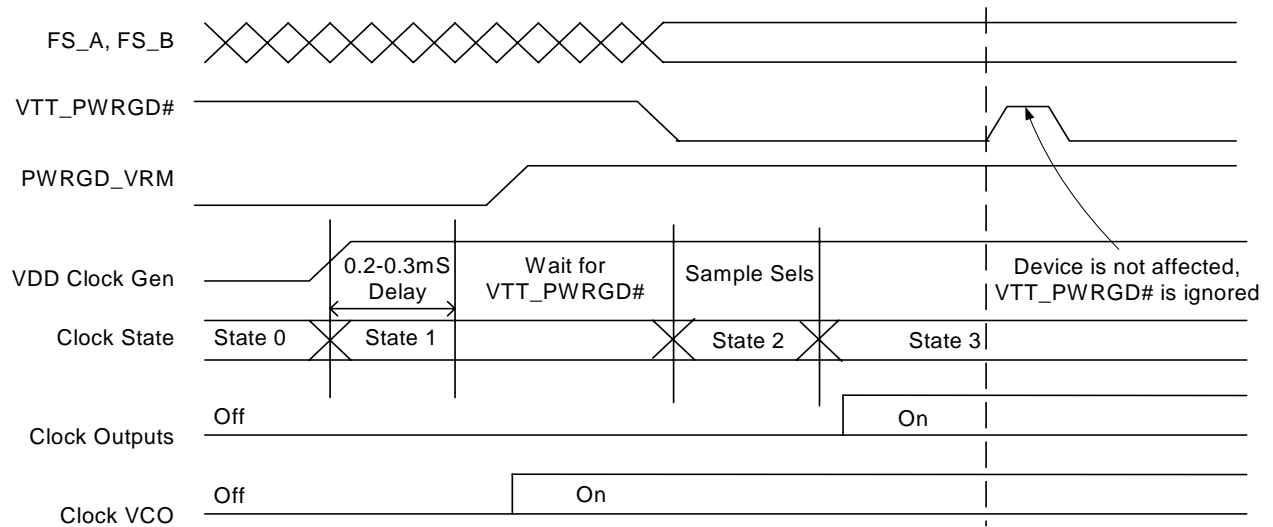 FS_A, FS_B
VTT_PWRGD#
PWRGD_VRM
VDD Clock Gen
0.2-0.3mS
Delay
Wait for
VTT_PWRGD#
Sample Sels
Device is not affected,
VTT_PWRGD# is ignored
Clock State
State 0
State 1
State 2
State 3
Clock Outputs
Off
On
Clock VCO
Off
On